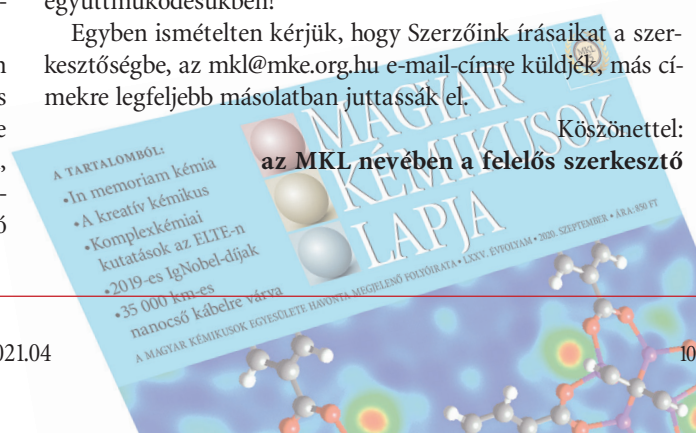 együttműködésükben!
Egyben ismételten kérjük, hogy Szerzőink írásaikat a szer-
kesztőségbe, az mkl@mke.org.hu e-mail-címre küldjék, más cí-
mekre legfeljebb másolatban juttassák el.
Köszönettel:
az MKL nevében a felelős szerkesztő
MKL
MAGYAR
KÉMIKUSOK
LAPJA
A TARTALOMBÓL:
•In memoriam kémia
•A kreatív kémikus
•Komplexkémiai
kutatások az ELTE-n
•2019-es IgNobel-díjak
•35 000 km-es
nanocső kábelre várva
A MAGYAR KÉMIKUSOK EGYESÜLETE HAVONTA MEGJELENŐ FOLYÓIRATA • LXXV. ÉVFOLYAM • 2020. SZEPTEMBER • ÁRA: 850 FT
021.04
10